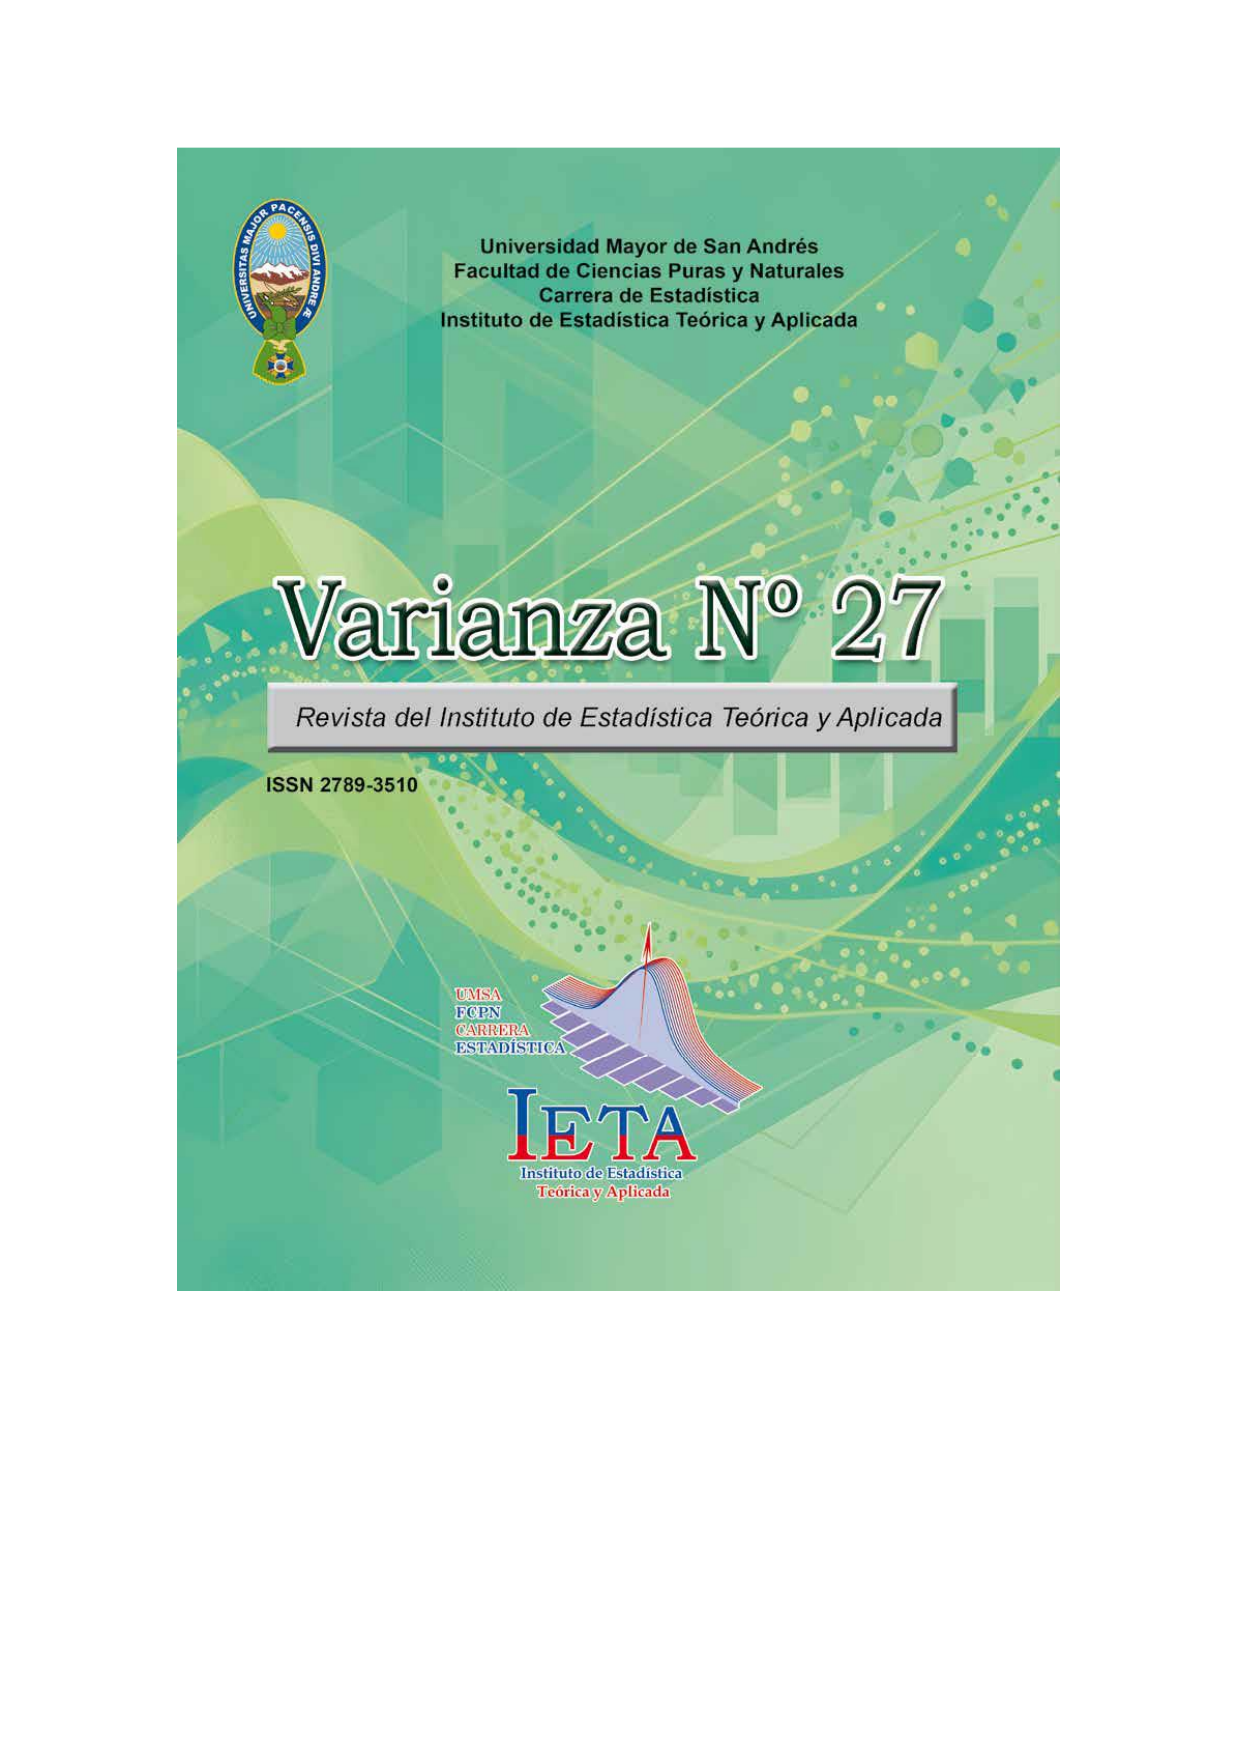 UNIVERSITAS MAJOR PACENSIS DIVI ANDRE Æ
Universidad Mayor de San Andrés
Facultad de Ciencias Puras y Naturales
Carrera de Estadística
Instituto de Estadística Teórica y Aplicada
Varianza Nº 27
Revista del Instituto de Estadística Teórica y Aplicada
ISSN 2789-3510
UMSA
FCPN
CARRERA
ESTADÍSTICA
IETA
Instituto de Estadística
Teórica y Aplicada